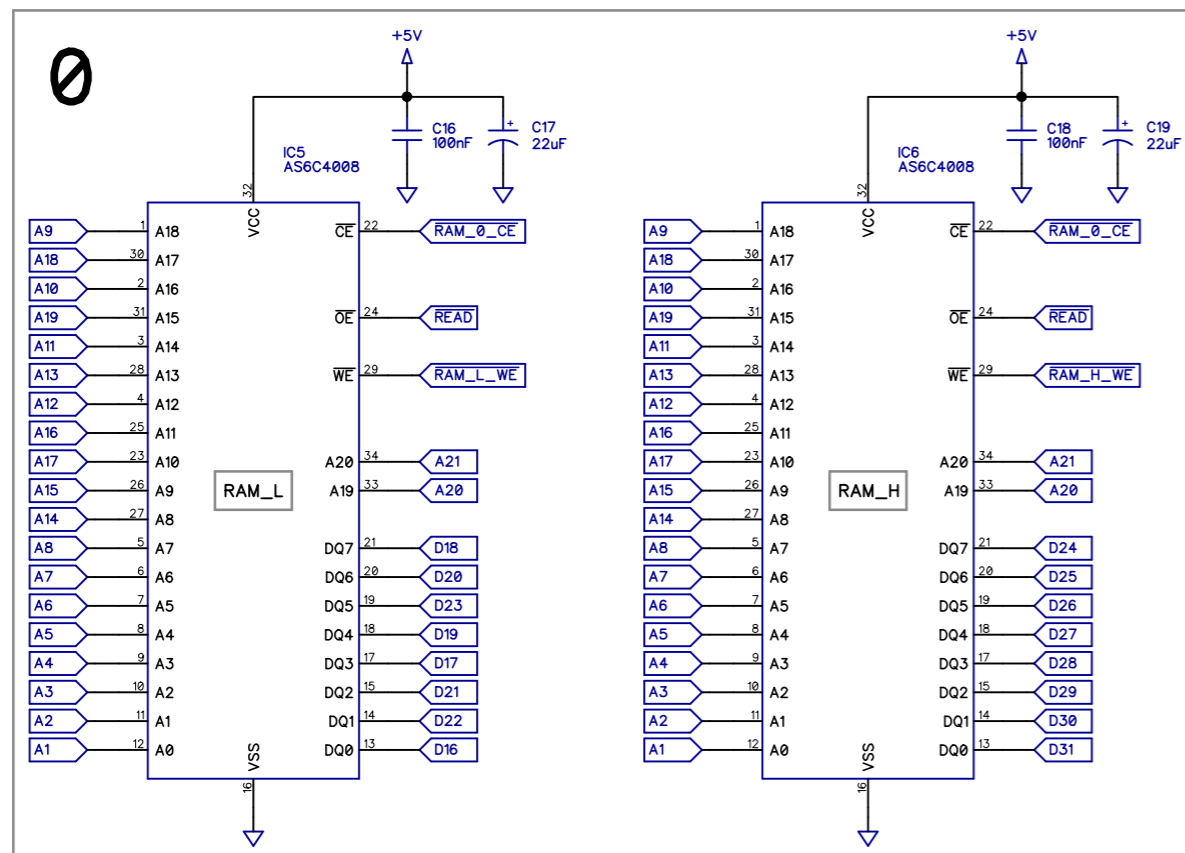 0
+5V
C16
100nF
C17
22uF
IC5
AS6C4008
32
VCC
A9 1 A18 CE 22 RAM_0_CE
A18 30 A17
A10 2 A16
A19 31 A15 OE 24 READ
A11 3 A14
A13 28 A13 WE 29 RAM_L_WE
A12 4 A12
A16 25 A11
A17 23 A10 A20 34 A21
A15 26 A9 RAM_L A19 33 A20
A14 27 A8
A8 5 A7 DQ7 21 D18
A7 6 A6 DQ6 20 D20
A6 7 A5 DQ5 19 D23
A5 8 A4 DQ4 18 D19
A4 9 A3 DQ3 17 D17
A3 10 A2 DQ2 15 D21
A2 11 A1 DQ1 14 D22
A1 12 A0 DQ0 13 D16
VSS
16
+5V
C18
100nF
C19
22uF
IC6
AS6C4008
32
VCC
A9 1 A18 CE 22 RAM_0_CE
A18 30 A17
A10 2 A16
A19 31 A15 OE 24 READ
A11 3 A14
A13 28 A13 WE 29 RAM_H_WE
A12 4 A12
A16 25 A11
A17 23 A10 A20 34 A21
A15 26 A9 RAM_H A19 33 A20
A14 27 A8
A8 5 A7 DQ7 21 D24
A7 6 A6 DQ6 20 D25
A6 7 A5 DQ5 19 D26
A5 8 A4 DQ4 18 D27
A4 9 A3 DQ3 17 D28
A3 10 A2 DQ2 15 D29
A2 11 A1 DQ1 14 D30
A1 12 A0 DQ0 13 D31
VSS
16